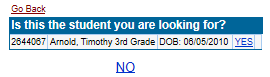 Go Back
Is this the student you are looking for?
2644067 Arnold, Timothy 3rd Grade DOB: 06/05/2010 YES
NO